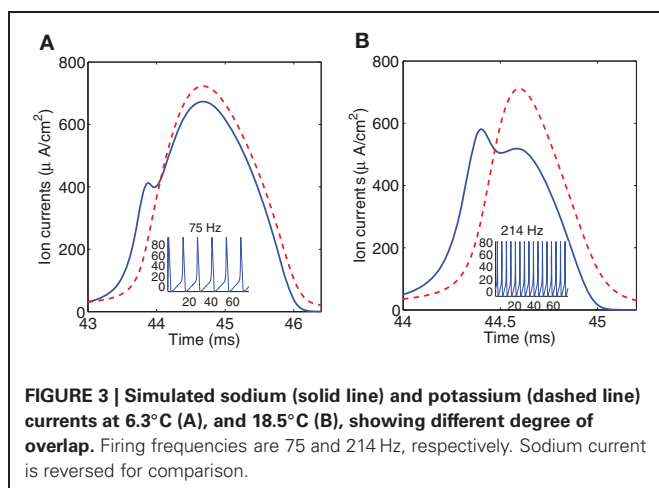 A
B
800
600
400
200
0
Ion currents (μ A/cm²)
75 Hz
80
60
40
20
0
20 40 60
43 44 45 46
Time (ms)
800
600
400
200
0
Ion currents (μ A/cm²)
214 Hz
80
60
40
20
0
20 40 60
44 44.5 45
Time (ms)
FIGURE 3 | Simulated sodium (solid line) and potassium (dashed line)
currents at 6.3°C (A), and 18.5°C (B), showing different degree of
overlap. Firing frequencies are 75 and 214 Hz, respectively. Sodium current
is reversed for comparison.